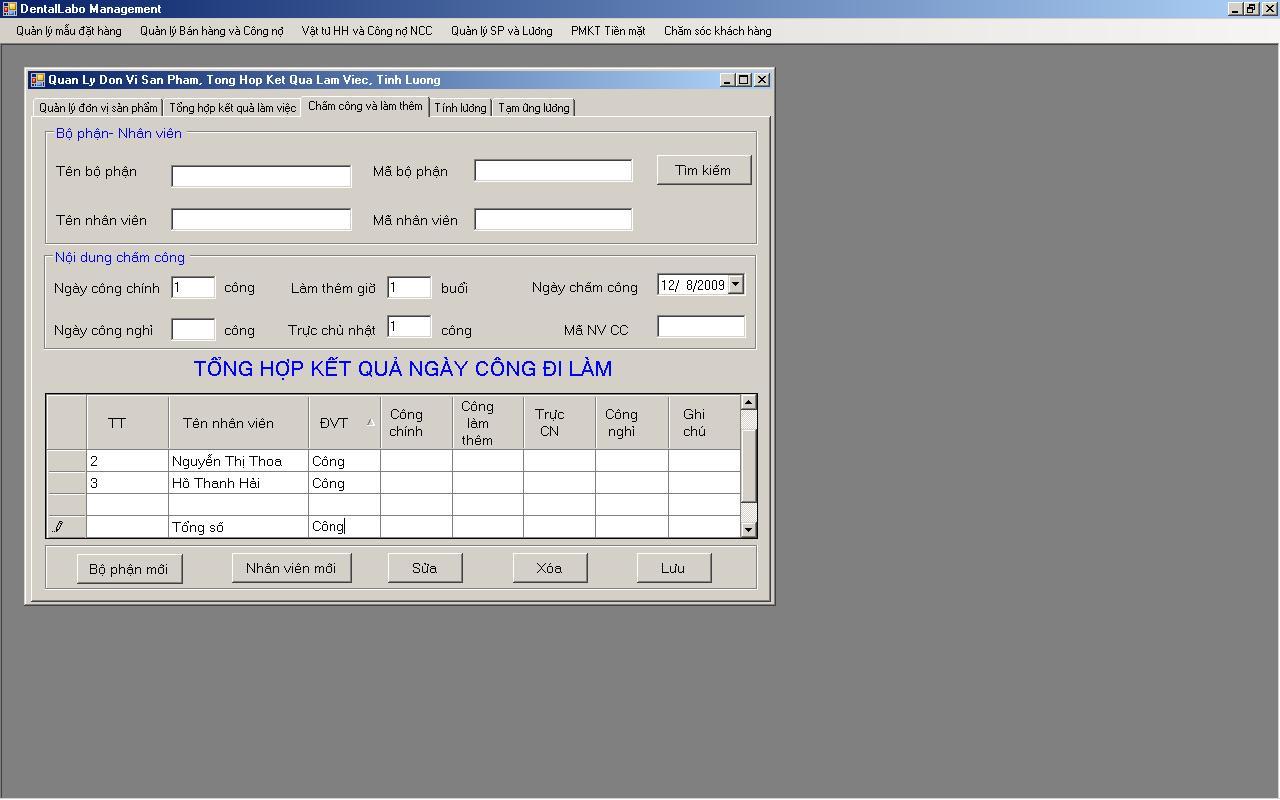 DentalLabo Management
Quản lý mẫu đặt hàng Quản lý Bán hàng và Công nợ Vật tư HH và Công nợ NCC Quản lý SP và Lương PMKT Tiền mặt Chăm sóc khách hàng
Quan Ly Don Vi San Pham, Tong Hop Ket Qua Lam Viec, Tinh Luong
Quản lý đơn vị sản phẩm Tổng hợp kết quả làm việc Chấm công và làm thêm Tính lương Tạm ứng lương
Bộ phận- Nhân viên
Tên bộ phận Mã bộ phận Tìm kiếm
Tên nhân viên Mã nhân viên
Nội dung chấm công
Ngày công chính 1 công Làm thêm giờ 1 buổi Ngày chấm công 12/ 8/2009
Ngày công nghỉ công Trực chủ nhật 1 công Mã NV CC
TỔNG HỢP KẾT QUẢ NGÀY CÔNG ĐI LÀM
TT Tên nhân viên ĐVT Công chính Công làm thêm Trực CN Công nghỉ Ghi chú
2 Nguyễn Thị Thoa Công
3 Hồ Thanh Hải Công
Tổng số Công
Bộ phận mới Nhân viên mới Sửa Xóa Lưu